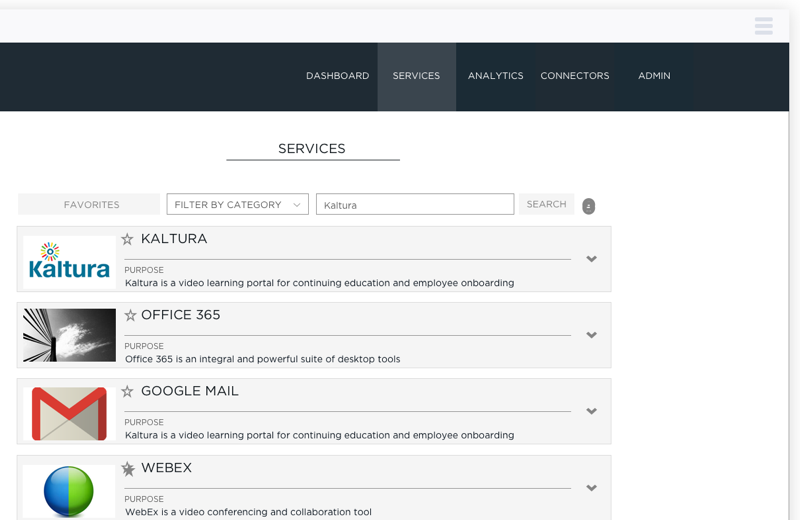 DASHBOARD SERVICES ANALYTICS CONNECTORS ADMIN
SERVICES
FAVORITES FILTER BY CATEGORY Kaltura SEARCH
Kaltura
KALTURA
PURPOSE
Kaltura is a video learning portal for continuing education and employee onboarding
OFFICE 365
PURPOSE
Office 365 is an integral and powerful suite of desktop tools
GOOGLE MAIL
PURPOSE
Kaltura is a video learning portal for continuing education and employee onboarding
WEBEX
PURPOSE
WebEx is a video conferencing and collaboration tool